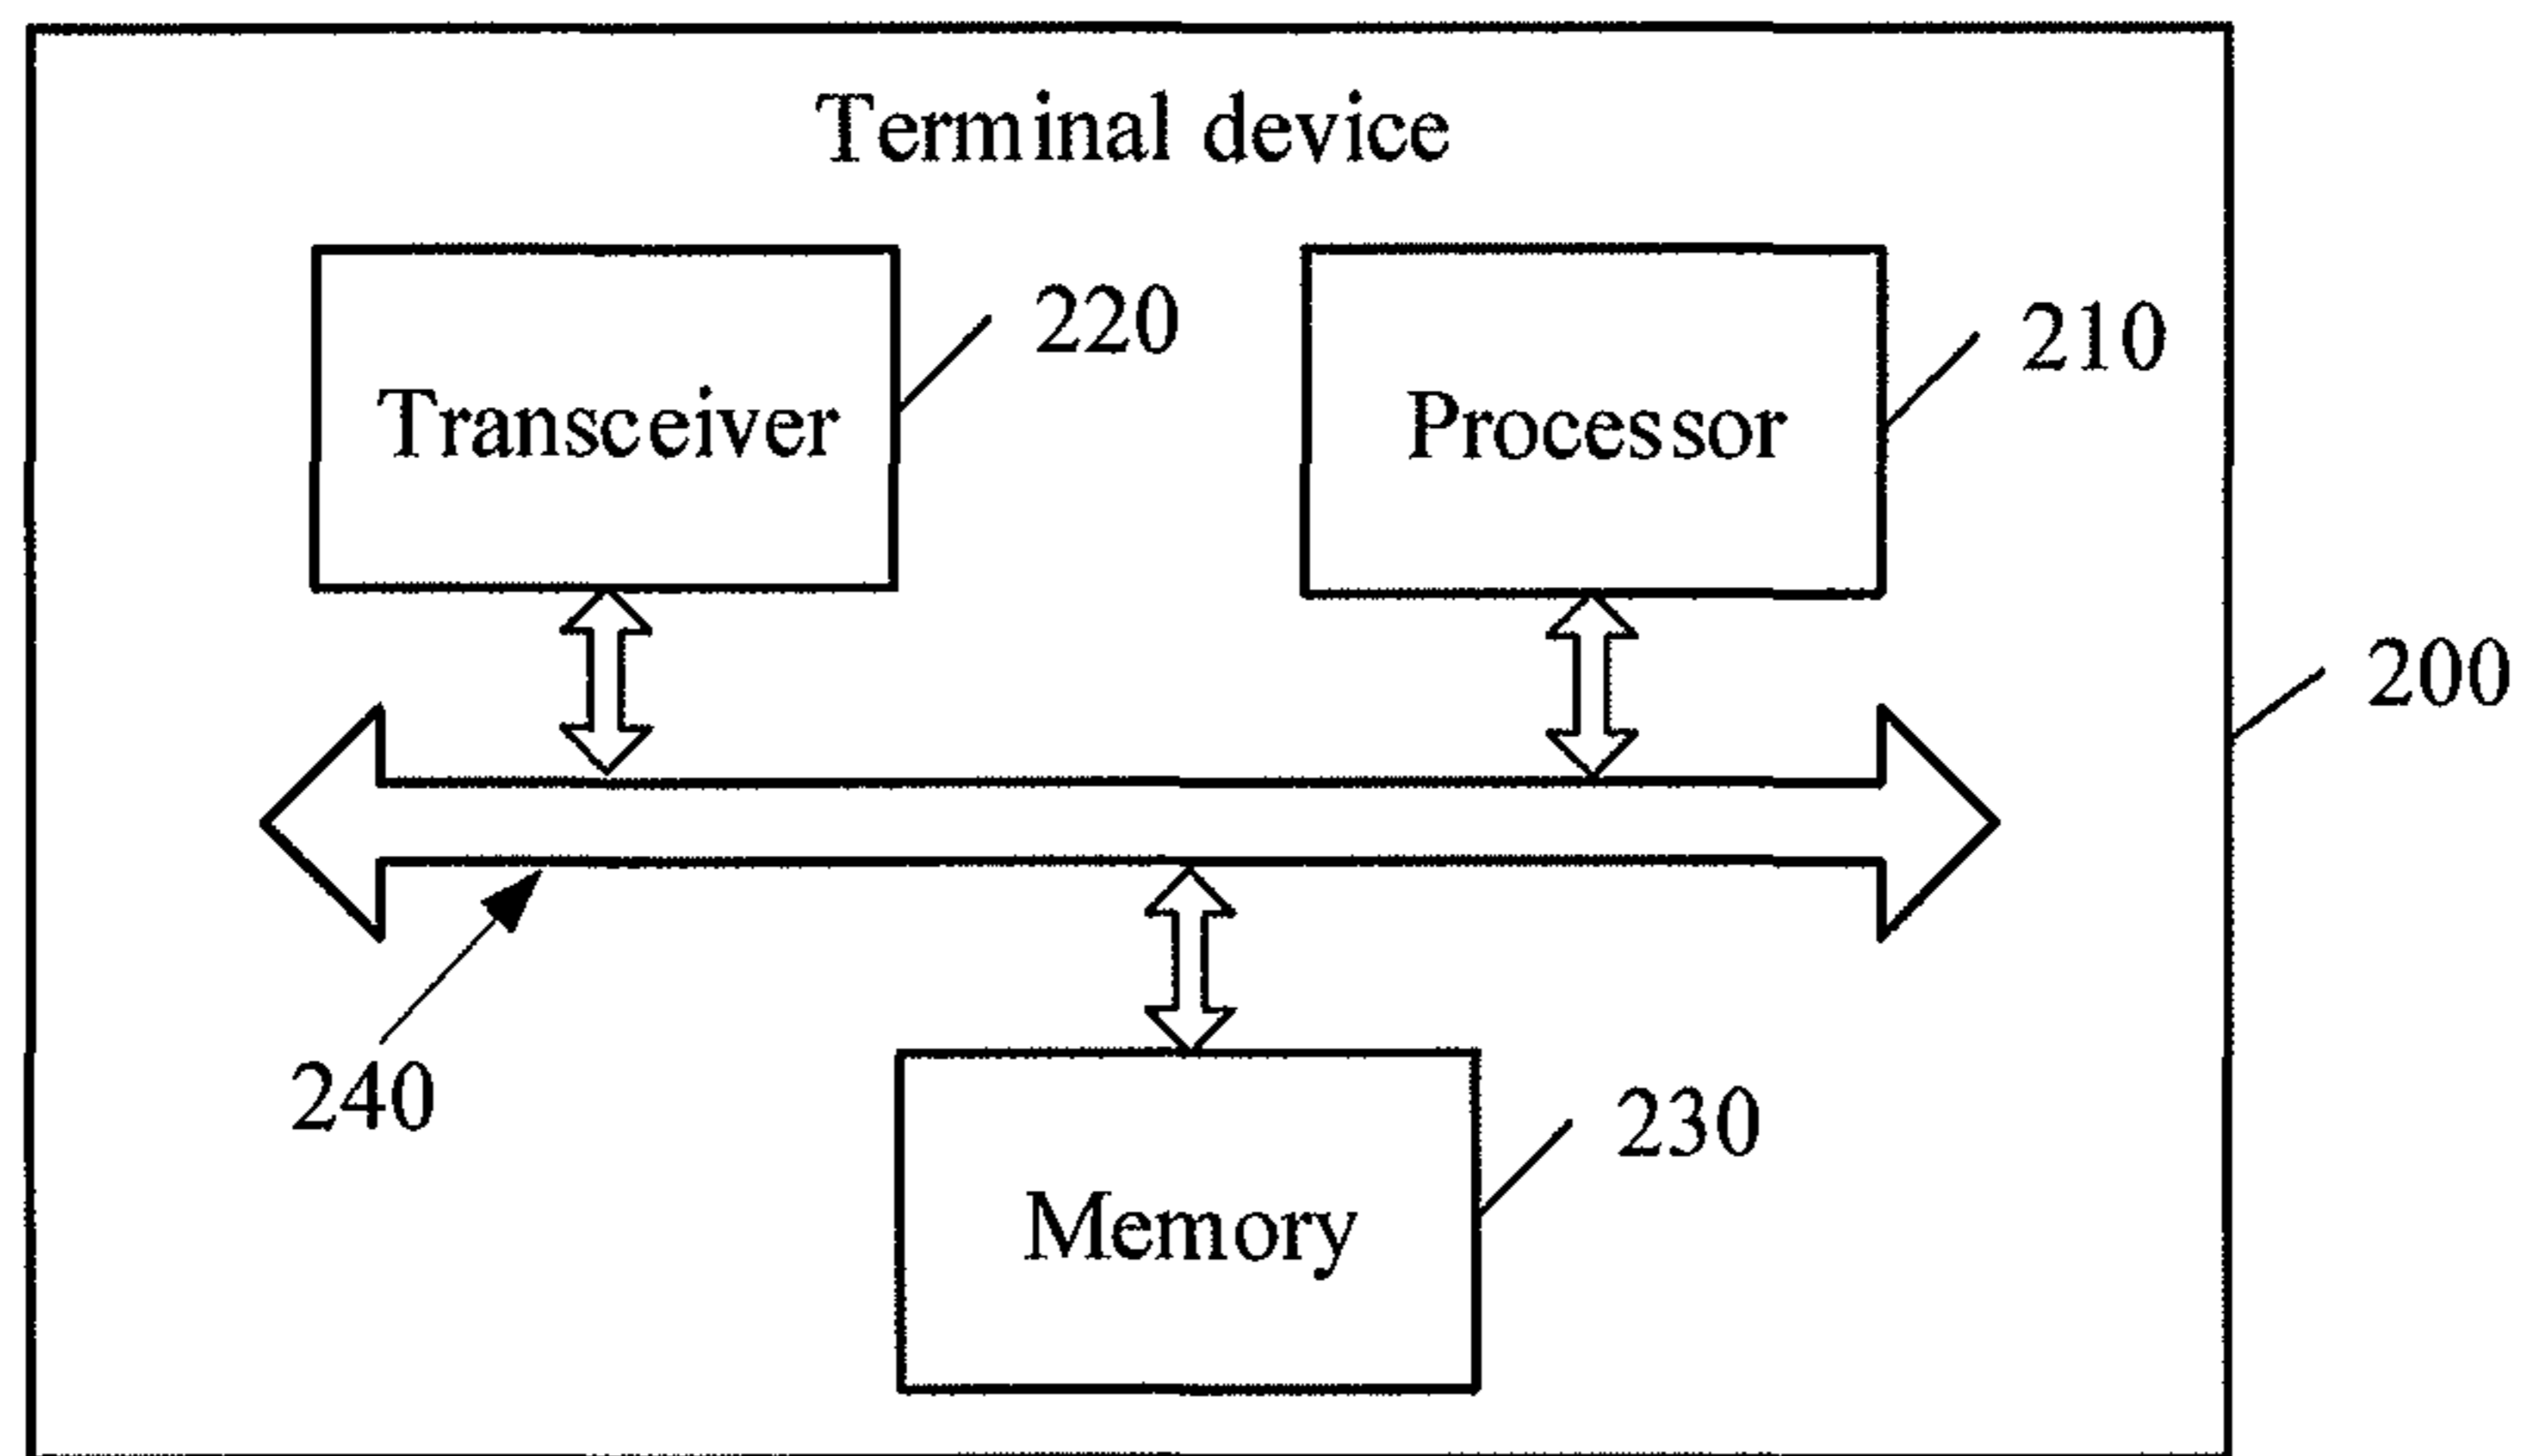 Terminal device
220
210
Transceiver
Processor
200
240
230
Memory